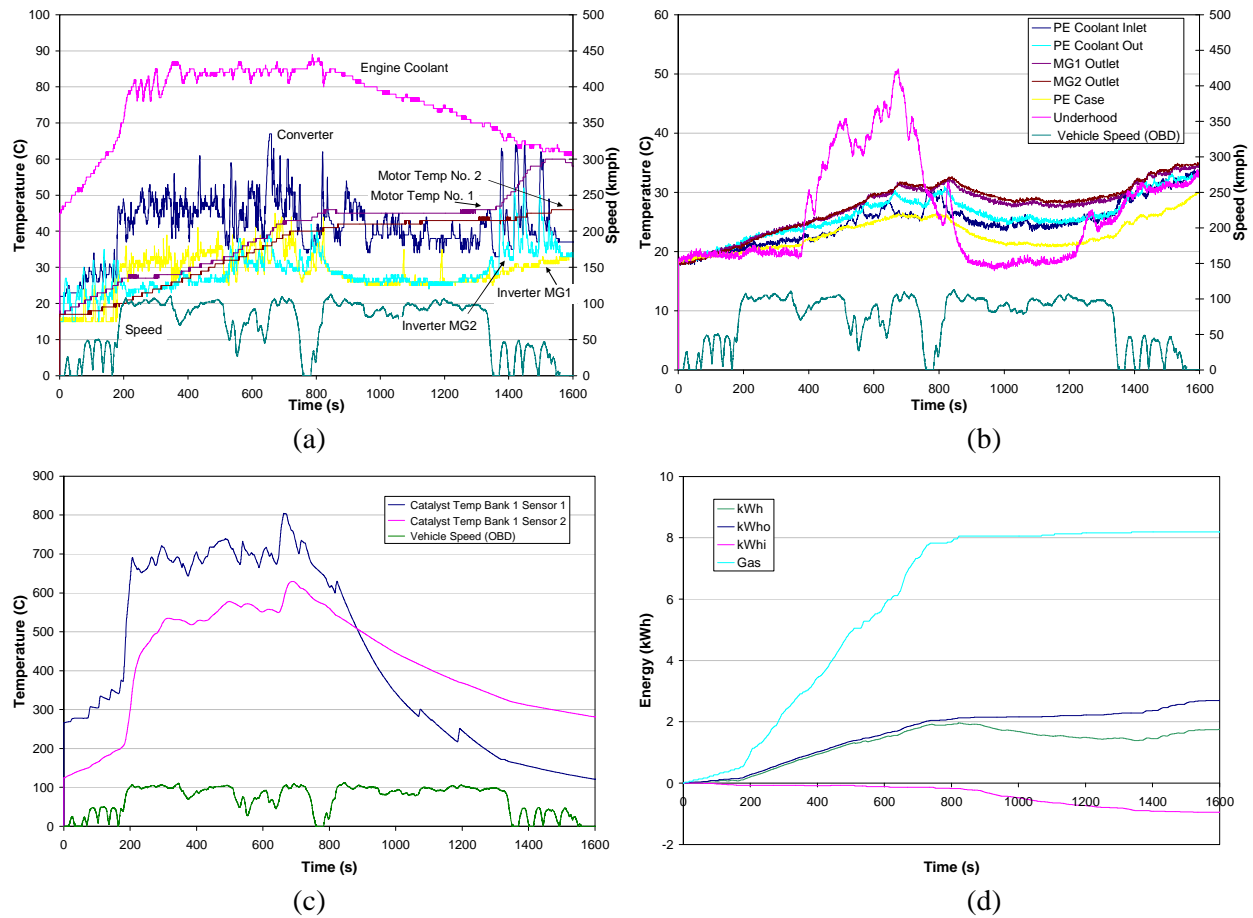 100
90
80
70
60
50
40
30
20
10
0
Temperature (C)
500
450
400
350
300
250
200
150
100
50
0
Speed (kmph)
Engine Coolant
Converter
Motor Temp No. 2
Motor Temp No. 1
Inverter MG1
Inverter MG2
Speed
0 200 400 600 800 1000 1200 1400 1600
Time (s)
(a)
60
50
40
30
20
10
0
Temperature (C)
500
450
400
350
300
250
200
150
100
50
0
Speed (kmph)
PE Coolant Inlet
PE Coolant Out
MG1 Outlet
MG2 Outlet
PE Case
Underhood
Vehicle Speed (OBD)
0 200 400 600 800 1000 1200 1400 1600
Time (s)
(b)
900
800
700
600
500
400
300
200
100
0
Temperature (C)
Catalyst Temp Bank 1 Sensor 1
Catalyst Temp Bank 1 Sensor 2
Vehicle Speed (OBD)
0 200 400 600 800 1000 1200 1400 1600
Time (s)
(c)
10
8
6
4
2
0
-2
Energy (kWh)
kWh
kWho
kWhi
Gas
0 200 400 600 800 1000 1200 1400 1600
Time (s)
(d)